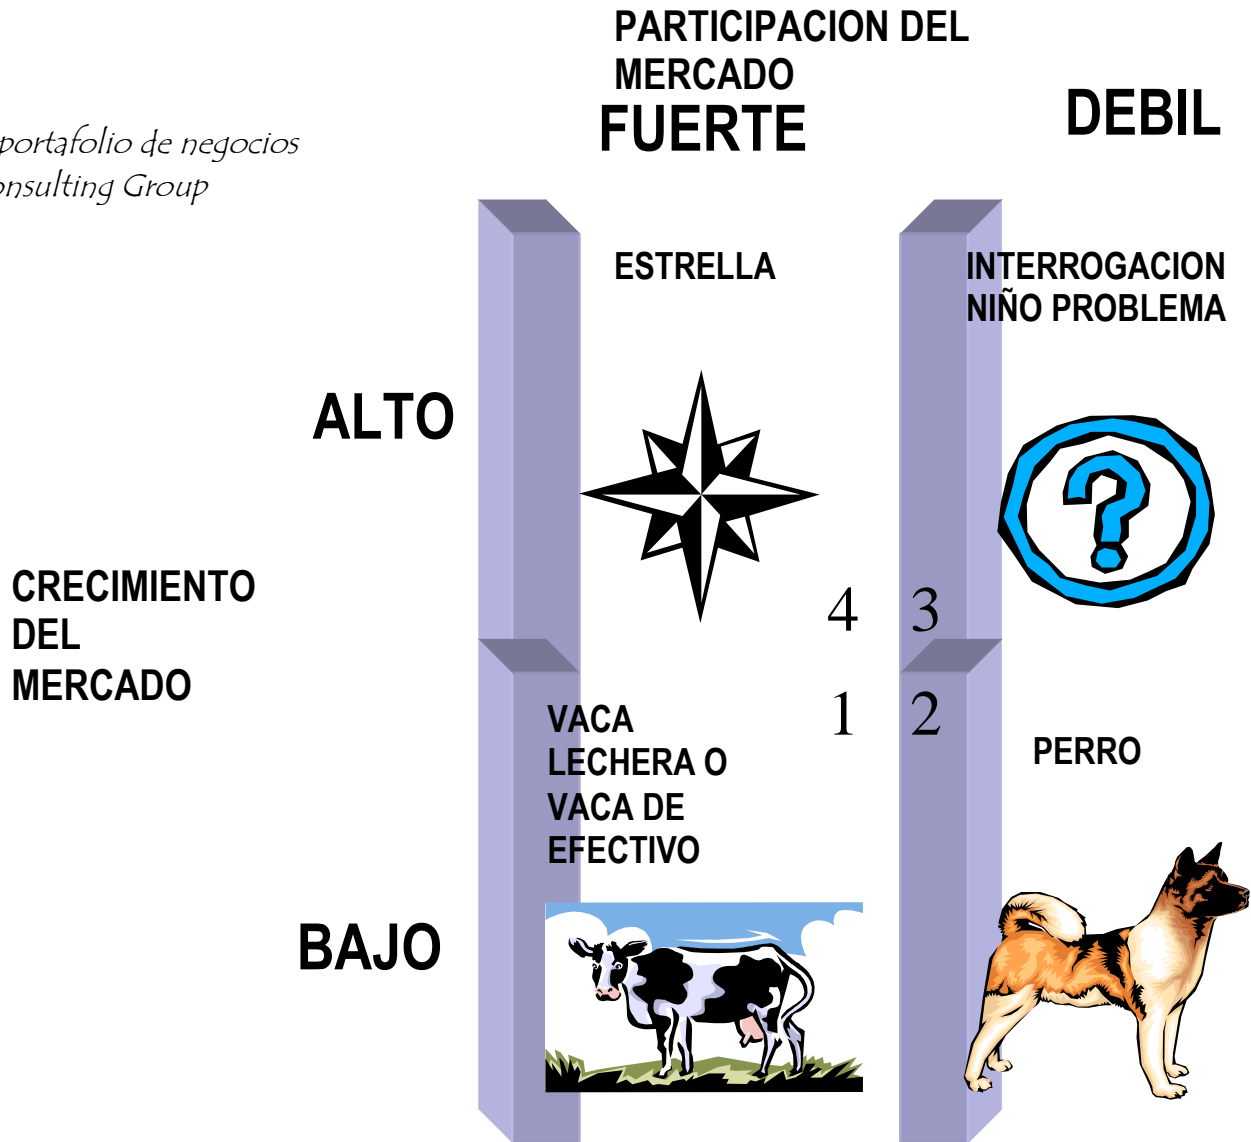 PARTICIPACION DEL
MERCADO
FUERTE
DEBIL
portafolio de negocios
onsulting Group
ESTRELLA
INTERROGACION
NIÑO PROBLEMA
ALTO
CRECIMIENTO
DEL
MERCADO
4 3
1 2
VACA
LECHERA O
VACA DE
EFECTIVO
PERRO
BAJO